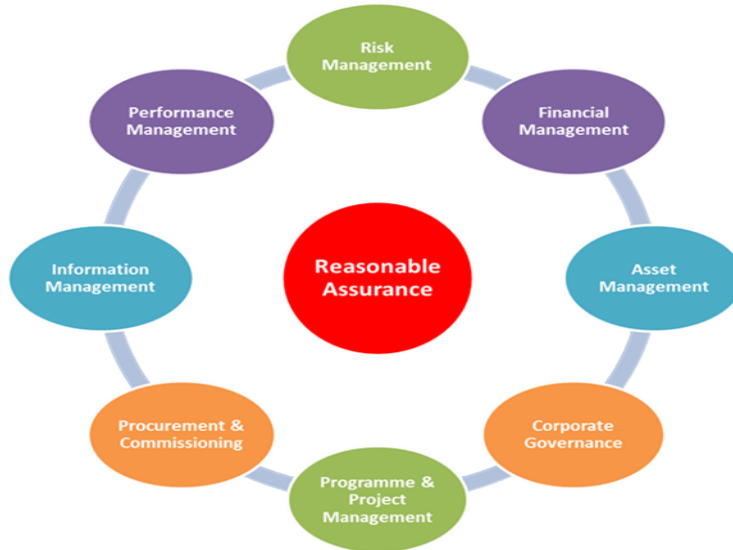 Risk
Management
Financial
Management
Asset
Management
Corporate
Governance
Programme &
Project
Management
Procurement &
Commissioning
Information
Management
Performance
Management
Reasonable
Assurance